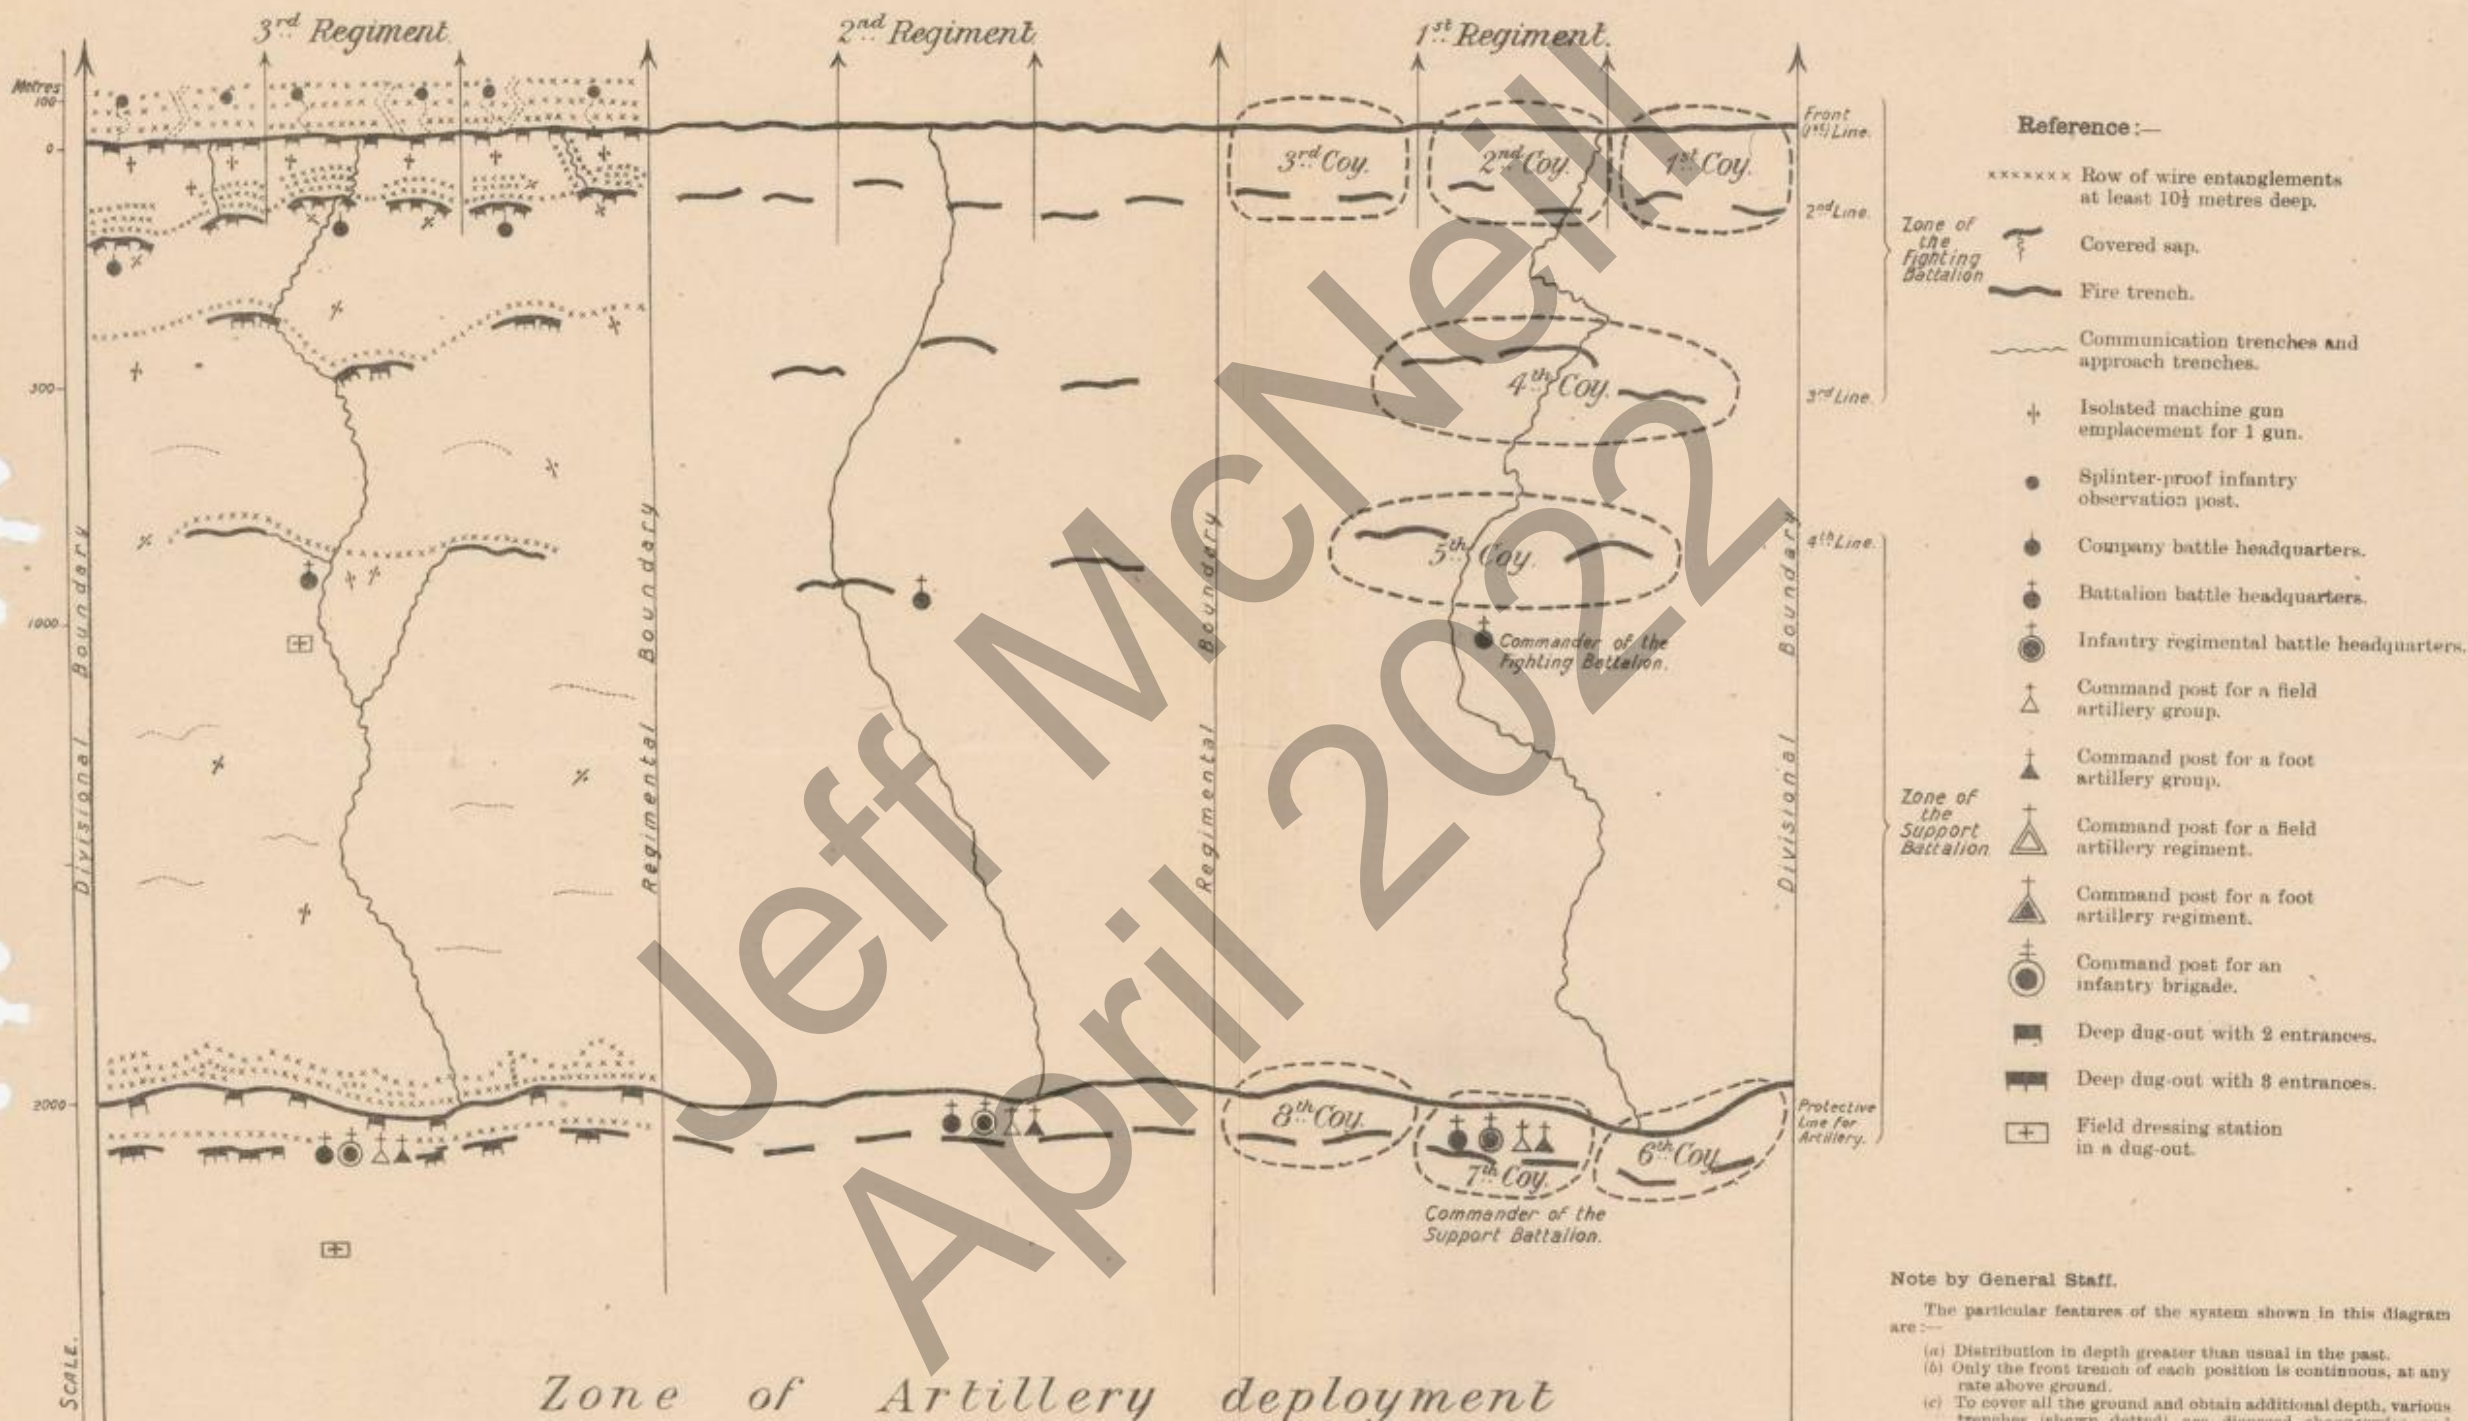 3rd Regiment.
2nd Regiment.
1st Regiment.
Metres
100
0
300
1000
2000
SCALE.
Divisional Boundary
Regimental Boundary
Regimental Boundary
Divisional Boundary
3rd Coy.
2nd Coy.
1st Coy.
4th Coy.
5th Coy.
Commander of the
Fighting Battalion.
8th Coy.
7th Coy.
6th Coy.
Commander of the
Support Battalion.
Front
(1st) Line.
2nd Line.
3rd Line.
4th Line.
Protective
Line for
Artillery.
Zone of
the
Fighting
Battalion
Zone of
the
Support
Battalion
Zone of Artillery deployment
Reference:—
Row of wire entanglements
at least 10½ metres deep.
Covered sap.
Fire trench.
Communication trenches and
approach trenches.
Isolated machine gun
emplacement for 1 gun.
Splinter-proof infantry
observation post.
Company battle headquarters.
Battalion battle headquarters.
Infantry regimental battle headquarters.
Command post for a field
artillery group.
Command post for a foot
artillery group.
Command post for a field
artillery regiment.
Command post for a foot
artillery regiment.
Command post for an
infantry brigade.
Deep dug-out with 2 entrances.
Deep dug-out with 3 entrances.
Field dressing station
in a dug-out.
Note by General Staff.
The particular features of the system shown in this diagram
are:—
(a) Distribution in depth greater than usual in the past.
(b) Only the front trench of each position is continuous, at any
rate above ground.
(c) To cover all the ground and obtain additional depth, various
Jeff McNeill
April 2022